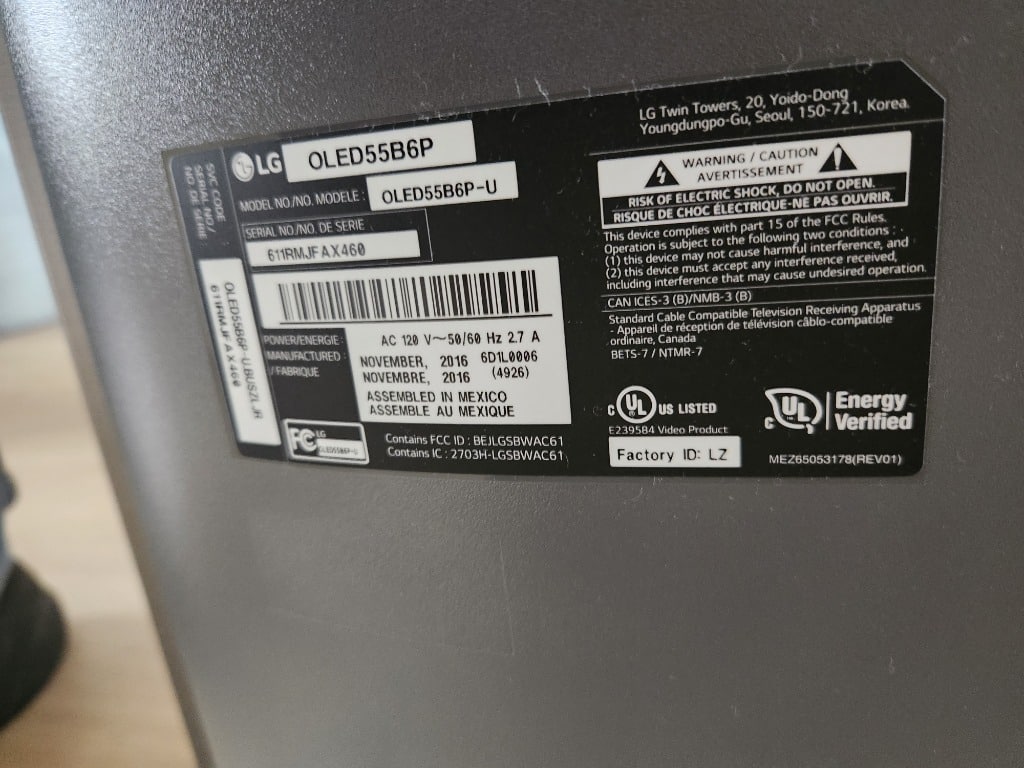 LG OLED55B6P
MODEL NO./NO. MODELE : OLED55B6P-U
SERIAL NO./NO. DE SERIE
611RMJFAX460
POWER/ENERGIE : AC 120 V~50/60 Hz 2.7 A
MANUFACTURED : NOVEMBER, 2016 6D1L0006
/FABRIQUE NOVEMBRE, 2016 (4926)
ASSEMBLED IN MEXICO
ASSEMBLE AU MEXIQUE
FC LG
OLED55B6P-U
Contains FCC ID : BEJLGSBWAC61
Contains IC : 2703H-LGSBWAC61
SVC CODE
SERIAL NO./
NO. DE SERIE
OLED55B6P-U.BUSZLJR
611RMJFAX460
LG Twin Towers, 20, Yoido-Dong
Youngdungpo-Gu, Seoul, 150-721, Korea.
WARNING / CAUTION
AVERTISSEMENT
RISK OF ELECTRIC SHOCK, DO NOT OPEN.
RISQUE DE CHOC ÉLECTRIQUE-NE PAS OUVRIR.
This device complies with part 15 of the FCC Rules.
Operation is subject to the following two conditions :
(1) this device may not cause harmful interference, and
(2) this device must accept any interference received,
including interference that may cause undesired operation.
CAN ICES-3 (B)/NMB-3 (B)
Standard Cable Compatible Television Receiving Apparatus
- Appareil de réception de télévision câblo-compatible
ordinaire, Canada
BETS-7 / NTMR-7
c UL US LISTED
E239584 Video Product
Factory ID: LZ
c UL Energy
Verified
MEZ65053178(REV01)